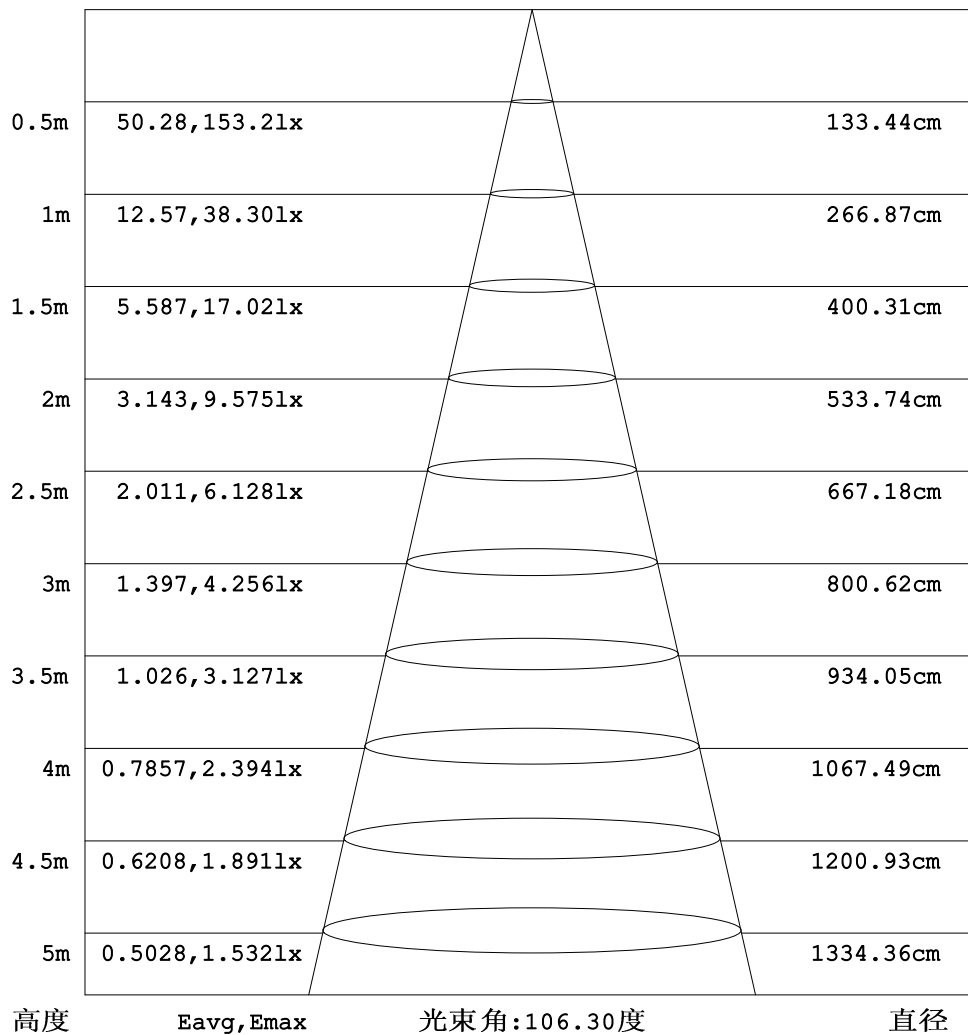 0.5m 50.28,153.2lx 133.44cm
1m 12.57,38.30lx 266.87cm
1.5m 5.587,17.02lx 400.31cm
2m 3.143,9.575lx 533.74cm
2.5m 2.011,6.128lx 667.18cm
3m 1.397,4.256lx 800.62cm
3.5m 1.026,3.127lx 934.05cm
4m 0.7857,2.394lx 1067.49cm
4.5m 0.6208,1.891lx 1200.93cm
5m 0.5028,1.532lx 1334.36cm
高度 Eavg,Emax 光束角:106.30度 直径